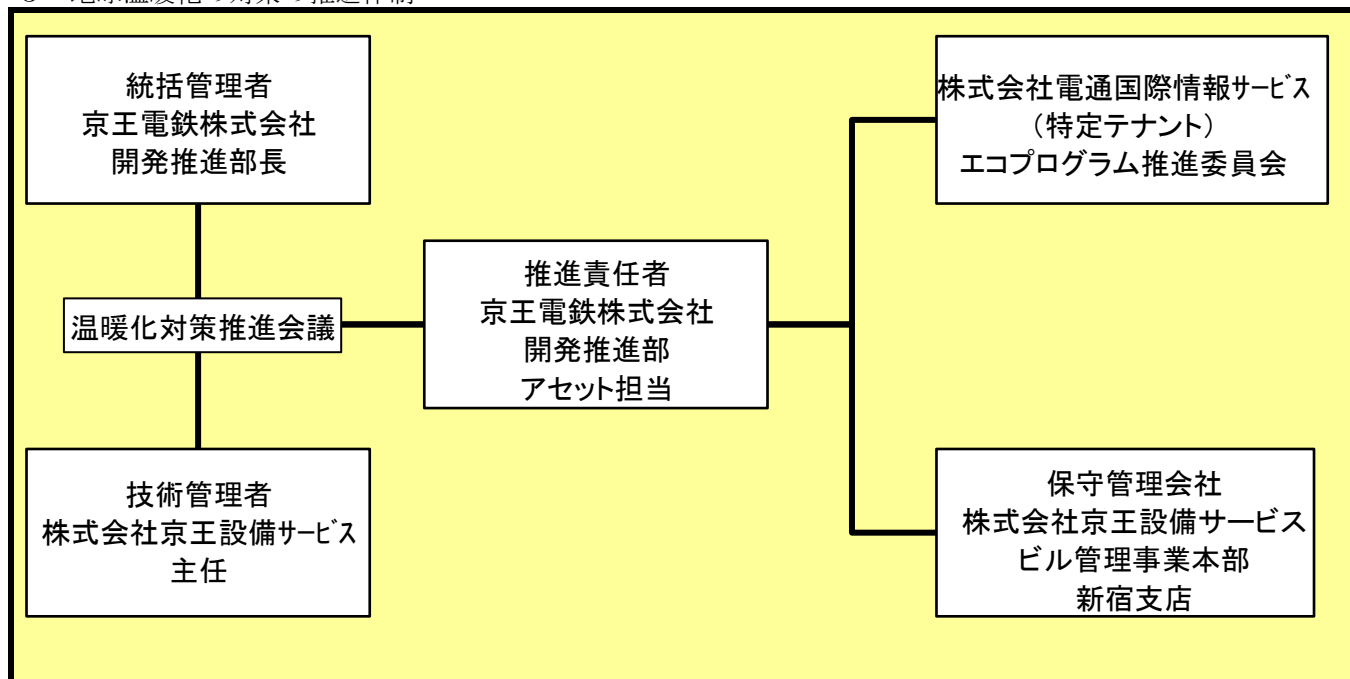 統括管理者
京王電鉄株式会社
開発推進部長
温暖化対策推進会議
技術管理者
株式会社京王設備ｻｰﾋﾞｽ
主任
推進責任者
京王電鉄株式会社
開発推進部
アセット担当
株式会社電通国際情報ｻｰﾋﾞｽ
（特定テナント）
エコプログラム推進委員会
保守管理会社
株式会社京王設備サービス
ビル管理事業本部
新宿支店